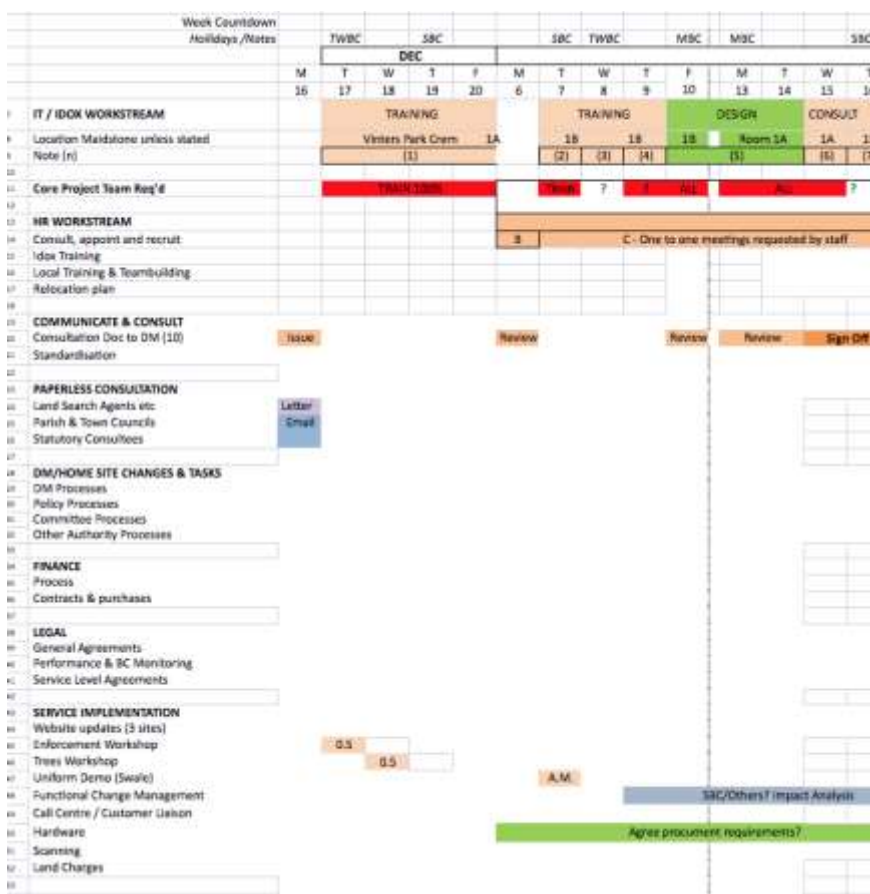 Week Countdown
Holidays /Notes TWBC SBC SBC TWBC MBC MBC SBC
DEC
M T W T F M T W T F M T W
16 17 18 19 20 6 7 8 9 10 13 14 15
IT / IDOX WORKSTREAM TRAINING TRAINING DESIGN CONSULT
Location Maidstone unless stated Vinters Park Crem 1A 1B 1B 1B Room 1A 1A
Note (n) (1) (2) (3) (4) (5) (6)
Core Project Team Req'd TRAIN 100% TRAIN ? ? ALL ALL ?
HR WORKSTREAM
Consult, appoint and recruit B C - One to one meetings requested by staff
Idox Training
Local Training & Teambuilding
Relocation plan
COMMUNICATE & CONSULT
Consultation Doc to DM (10) Issue Review Review Review Sign Off
Standardisation
PAPERLESS CONSULTATION
Land Search Agents etc Letter
Parish & Town Councils Email
Statutory Consultees
DM/HOME SITE CHANGES & TASKS
DM Processes
Policy Processes
Committee Processes
Other Authority Processes
FINANCE
Process
Contracts & purchases
LEGAL
General Agreements
Performance & BC Monitoring
Service Level Agreements
SERVICE IMPLEMENTATION
Website updates (3 sites)
Enforcement Workshop 0.5
Trees Workshop 0.5
Uniform Demo (Swale) A.M.
Functional Change Management SBC/Others? Impact Analysis
Call Centre / Customer Liaison
Hardware Agree procument requirements?
Scanning
Land Charges